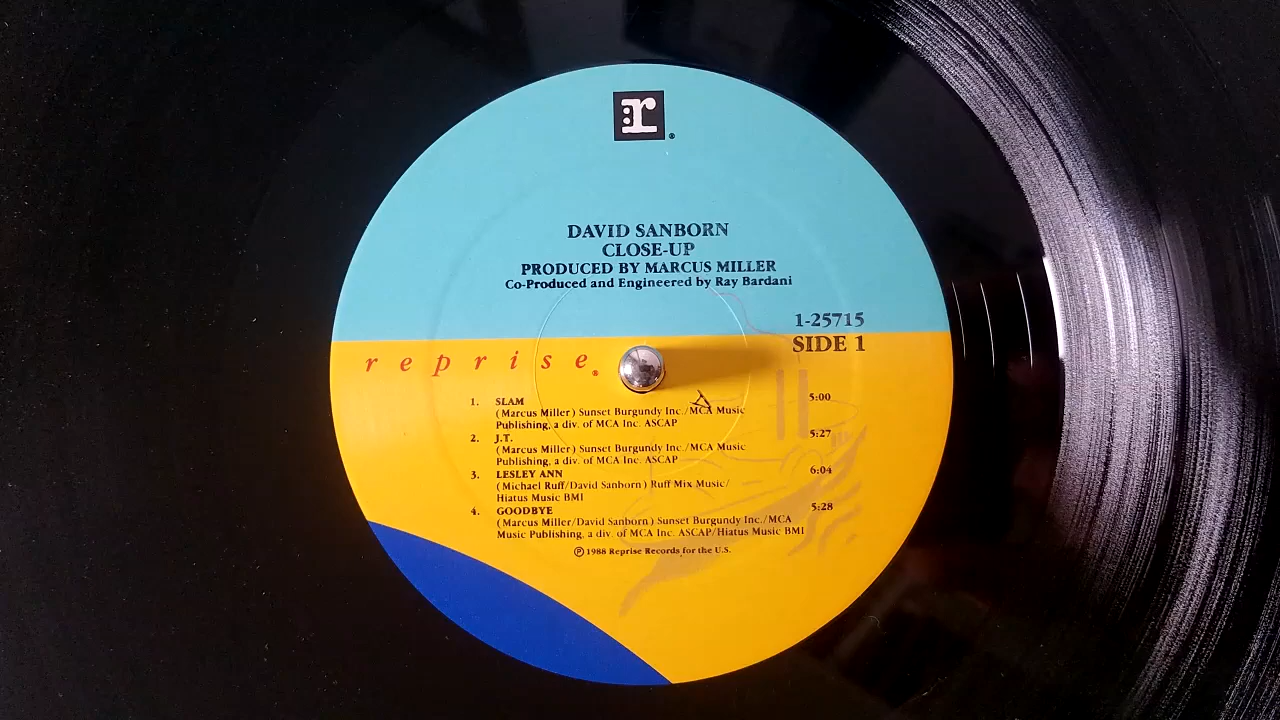 :r®
DAVID SANBORN
CLOSE-UP
PRODUCED BY MARCUS MILLER
Co-Produced and Engineered by Ray Bardani
1-25715
SIDE 1
reprise®
1. SLAM 5:00
(Marcus Miller) Sunset Burgundy Inc./MCA Music
Publishing, a div. of MCA Inc. ASCAP
2. J.T. 5:27
(Marcus Miller) Sunset Burgundy Inc./MCA Music
Publishing, a div. of MCA Inc. ASCAP
3. LESLEY ANN 6:04
(Michael Ruff/David Sanborn) Ruff Mix Music/
Hiatus Music BMI
4. GOODBYE 5:28
(Marcus Miller/David Sanborn) Sunset Burgundy Inc./MCA
Music Publishing, a div. of MCA Inc. ASCAP/Hiatus Music BMI
℗ 1988 Reprise Records for the U.S.